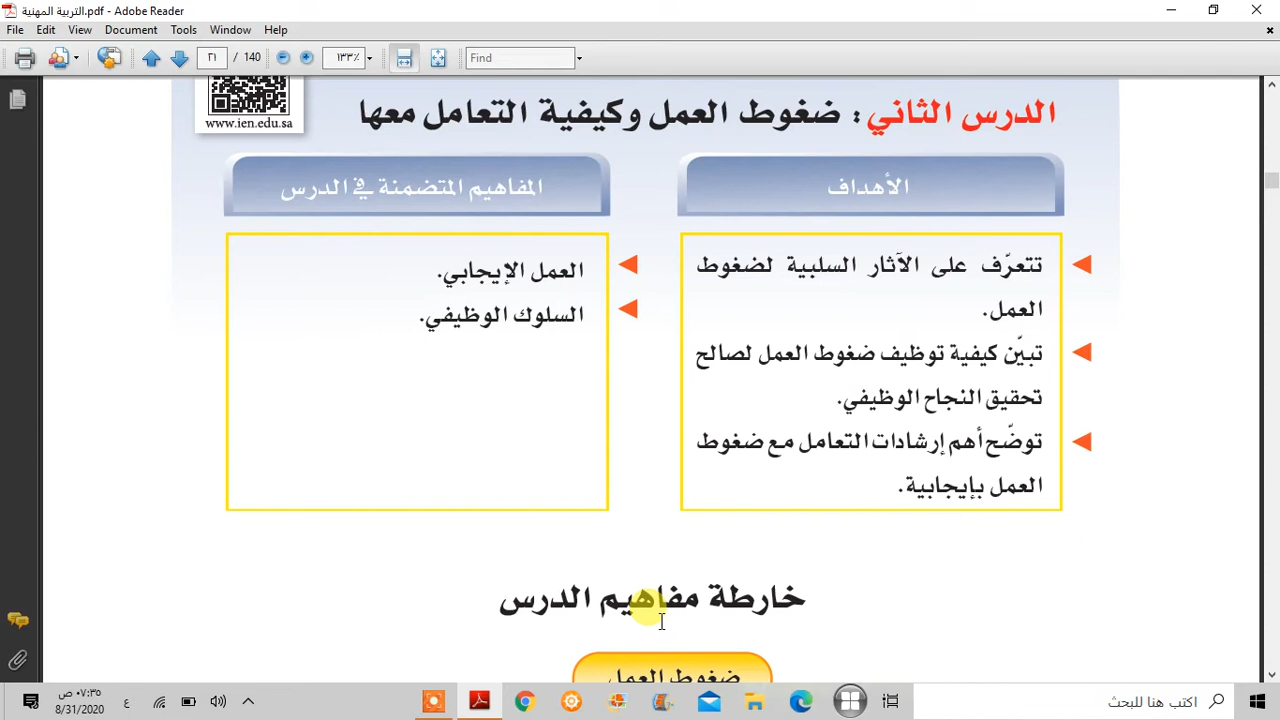 التربية المهنية.pdf - Adobe Reader
File Edit View Document Tools Window Help
٢١ / 140 ١٣٣٪ Find
www.ien.edu.sa
الدرس الثاني : ضغوط العمل وكيفية التعامل معها
الأهداف
تتعرّف على الآثار السلبية لضغوط
العمل.
تبيّن كيفية توظيف ضغوط العمل لصالح
تحقيق النجاح الوظيفي.
توضّح أهم إرشادات التعامل مع ضغوط
العمل بإيجابية.
المفاهيم المتضمنة في الدرس
العمل الإيجابي.
السلوك الوظيفي.
خارطة مفاهيم الدرس
ضغوط العمل
اكتب هنا للبحث
ع
٠٧:٣٥ ص
8/31/2020